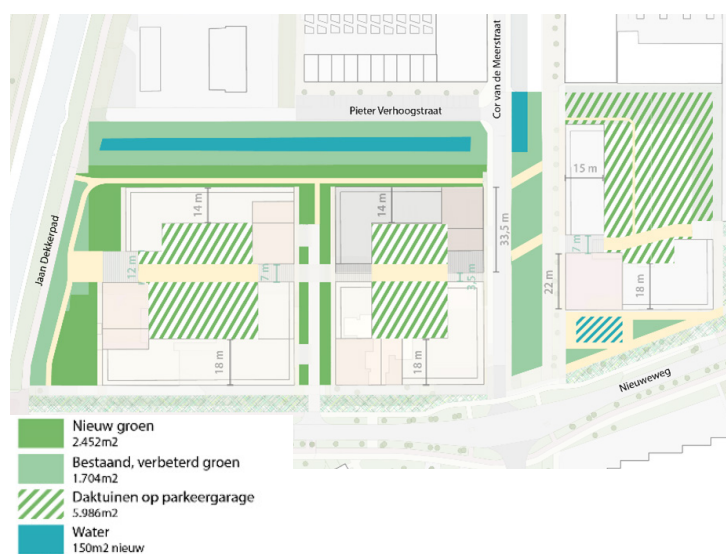 Pieter Verhoogstraat
Cor van de Meerstraat
Jaan Dekkerpad
14 m
14 m
15 m
33,5 m
12 m
7 m
3,5 m
7 m
22 m
18 m
18 m
18 m
Nieuweweg
Nieuw groen
2.452m2
Bestaand, verbeterd groen
1.704m2
Daktuinen op parkeergarage
5.986m2
Water
150m2 nieuw